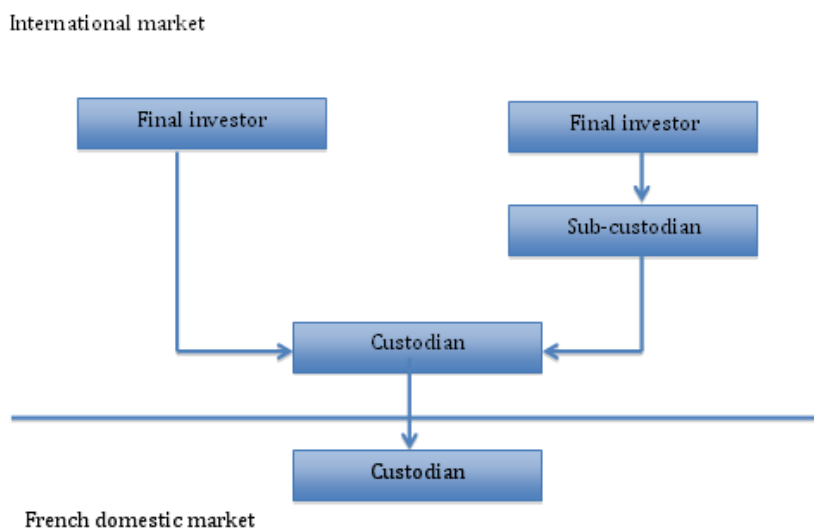 International market
Final investor
Final investor
Sub-custodian
Custodian
Custodian
French domestic market